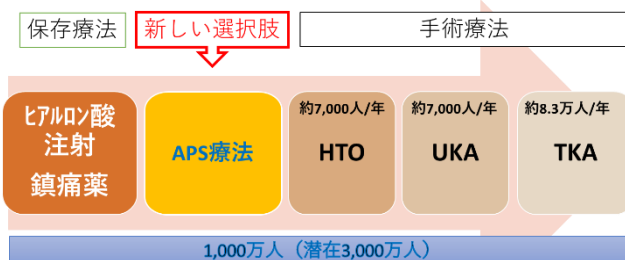 保存療法
新しい選択肢
手術療法
ﾋｱﾙﾛﾝ酸
注射
鎮痛薬
APS療法
約7,000人/年
HTO
約7,000人/年
UKA
約8.3万人/年
TKA
1,000万人（潜在3,000万人）